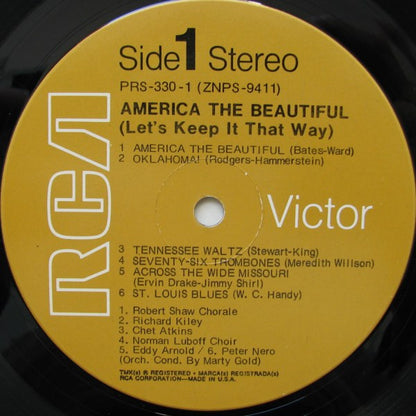 Side 1 Stereo
PRS-330-1 (ZNPS-9411)
AMERICA THE BEAUTIFUL
(Let's Keep It That Way)
1 AMERICA THE BEAUTIFUL (Bates-Ward)
2 OKLAHOMA! (Rodgers-Hammerstein)
RCA
Victor
3 TENNESSEE WALTZ (Stewart-King)
4 SEVENTY-SIX TROMBONES (Meredith Willson)
5 ACROSS THE WIDE MISSOURI
(Ervin Drake-Jimmy Shirl)
6 ST. LOUIS BLUES (W. C. Handy)
1. Robert Shaw Chorale
2. Richard Kiley
3. Chet Atkins
4. Norman Luboff Choir
5. Eddy Arnold / 6. Peter Nero
(Orch. Cond. By Marty Gold)
TMK(s) ® REGISTERED • MARCA(s) REGISTRADA(s)
RCA CORPORATION—MADE IN U.S.A.